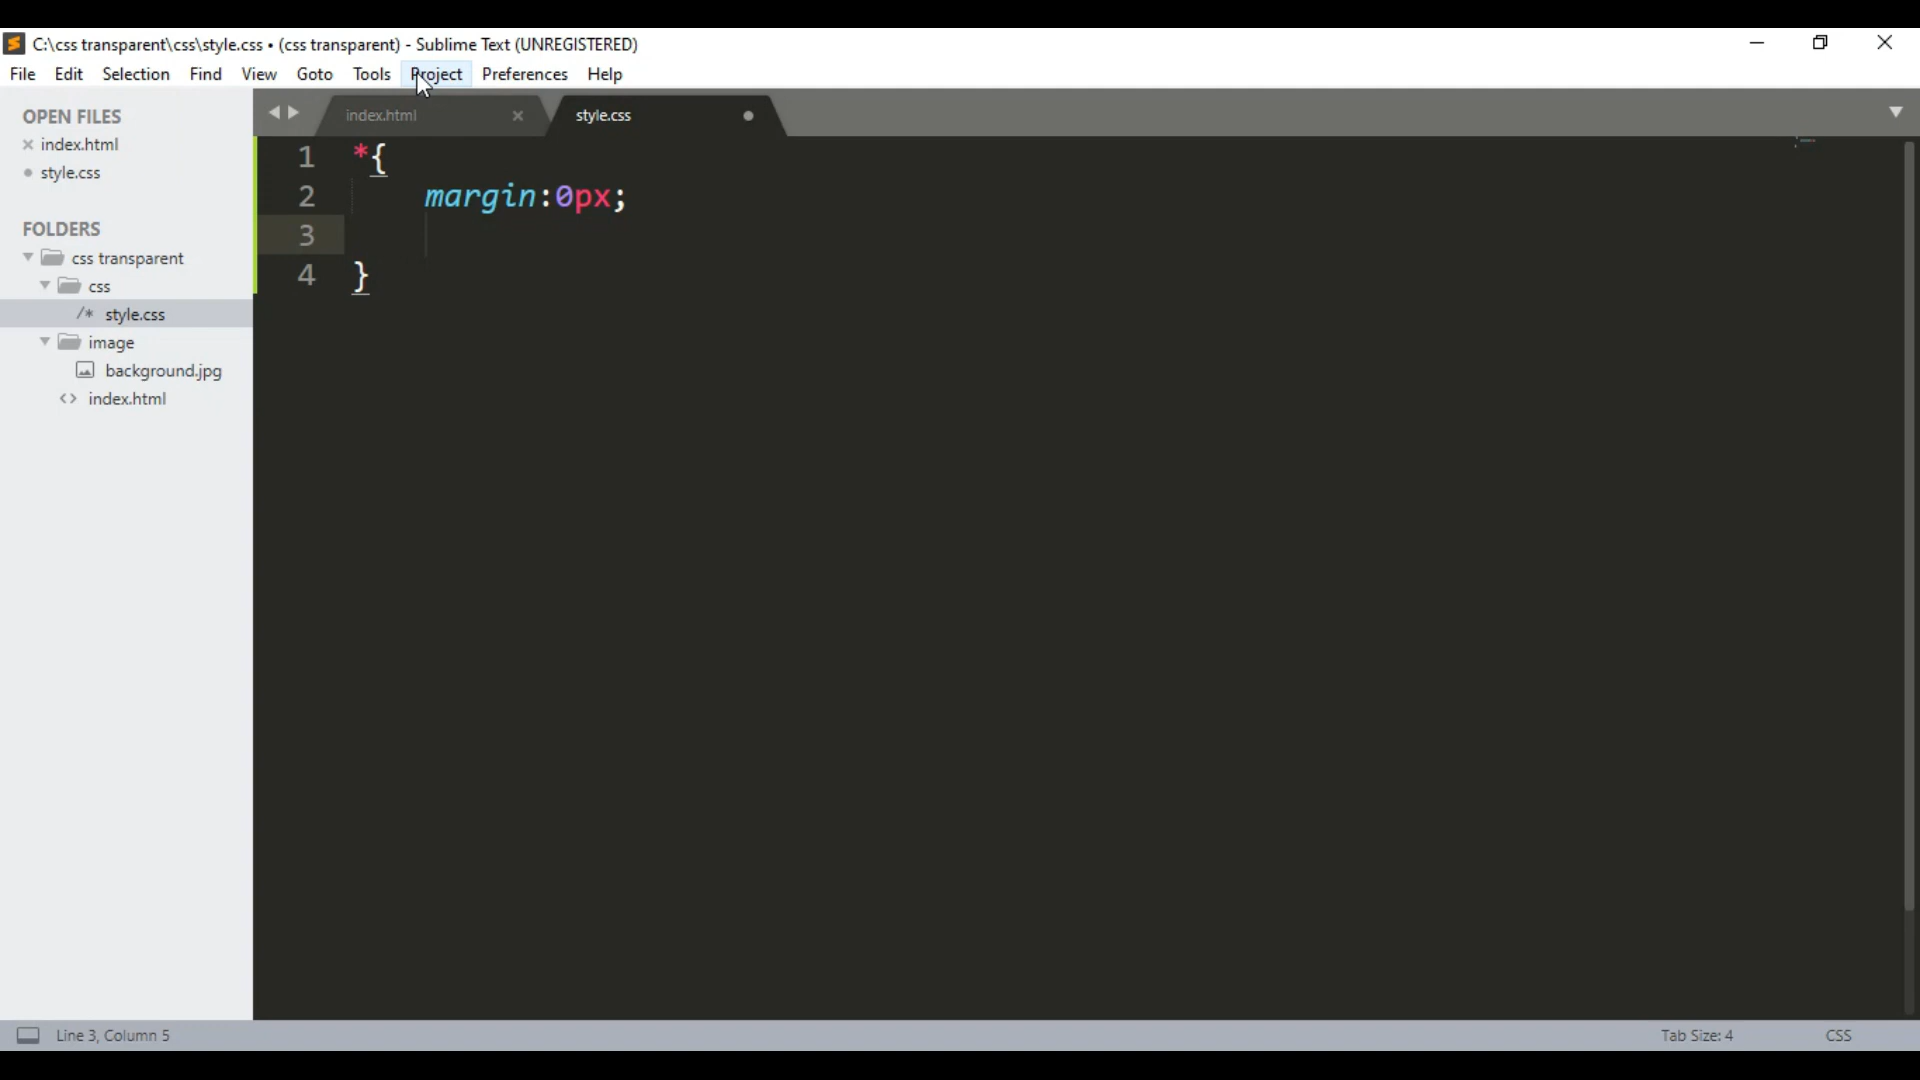 C:\css transparent\css\style.css • (css transparent) - Sublime Text (UNREGISTERED)
File Edit Selection Find View Goto Tools Project Preferences Help
OPEN FILES
index.html
style.css
FOLDERS
css transparent
css
/* style.css
image
background.jpg
<> index.html
index.html
style.css
1 *{
2 margin:0px;
3
4 }
Line 3, Column 5
Tab Size: 4
CSS